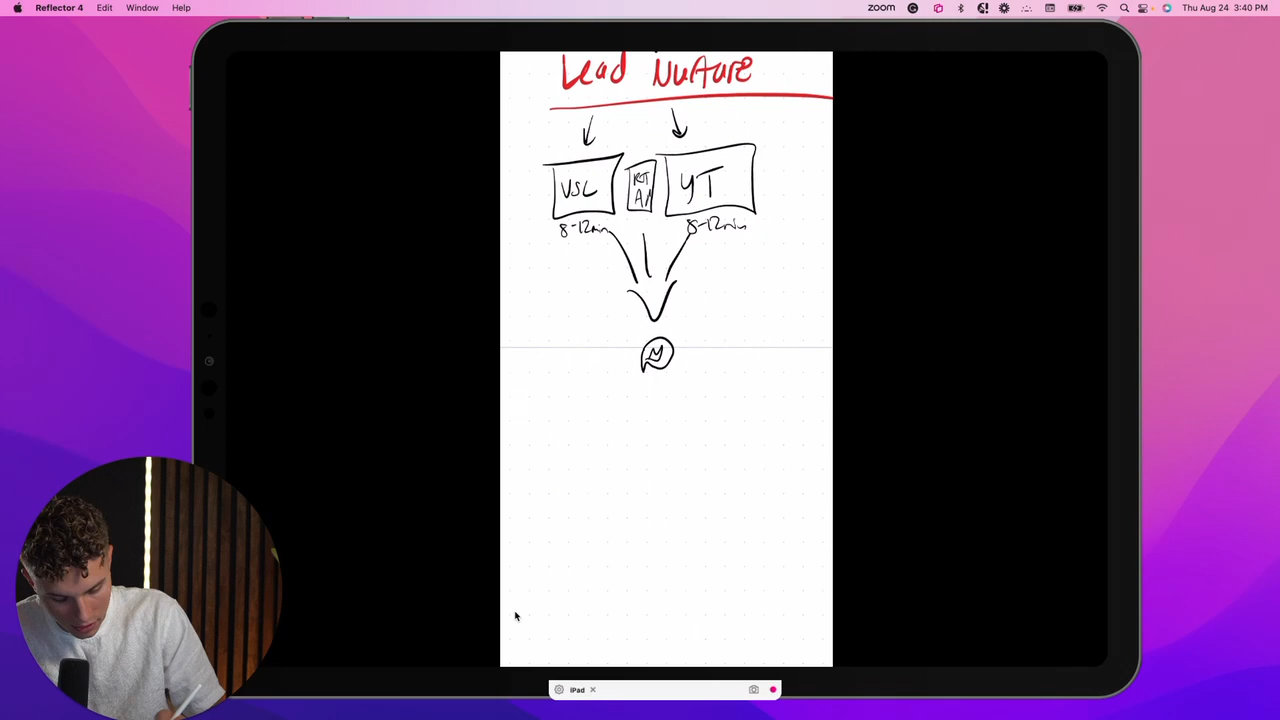 Reflector 4 Edit Window Help zoom Thu Aug 24 3:40 PM
Lead Nurture
VSL RT YT
8-12min 8-12min
iPad